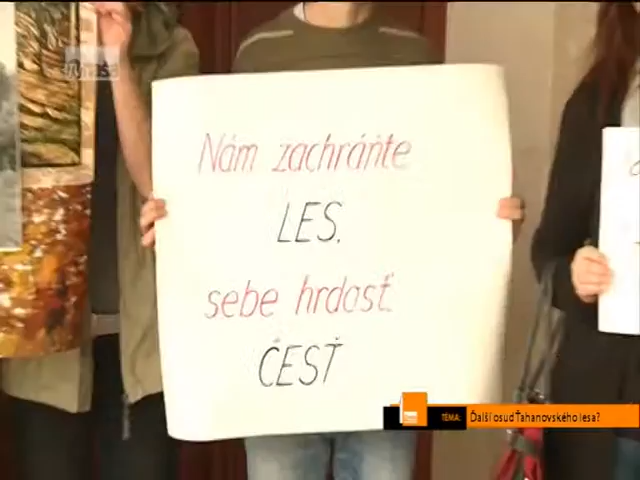 Nám zachráňte
LES,
sebe hrdosť
ČESŤ
TÉMA:
Ďalší osud Ťahanovského lesa?